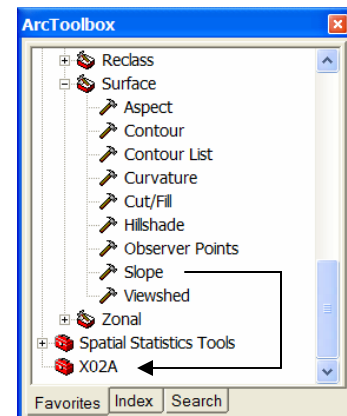 ArcToolbox
Reclass
Surface
Aspect
Contour
Contour List
Curvature
Cut/Fill
Hillshade
Observer Points
Slope
Viewshed
Zonal
Spatial Statistics Tools
X02A
Favorites Index Search